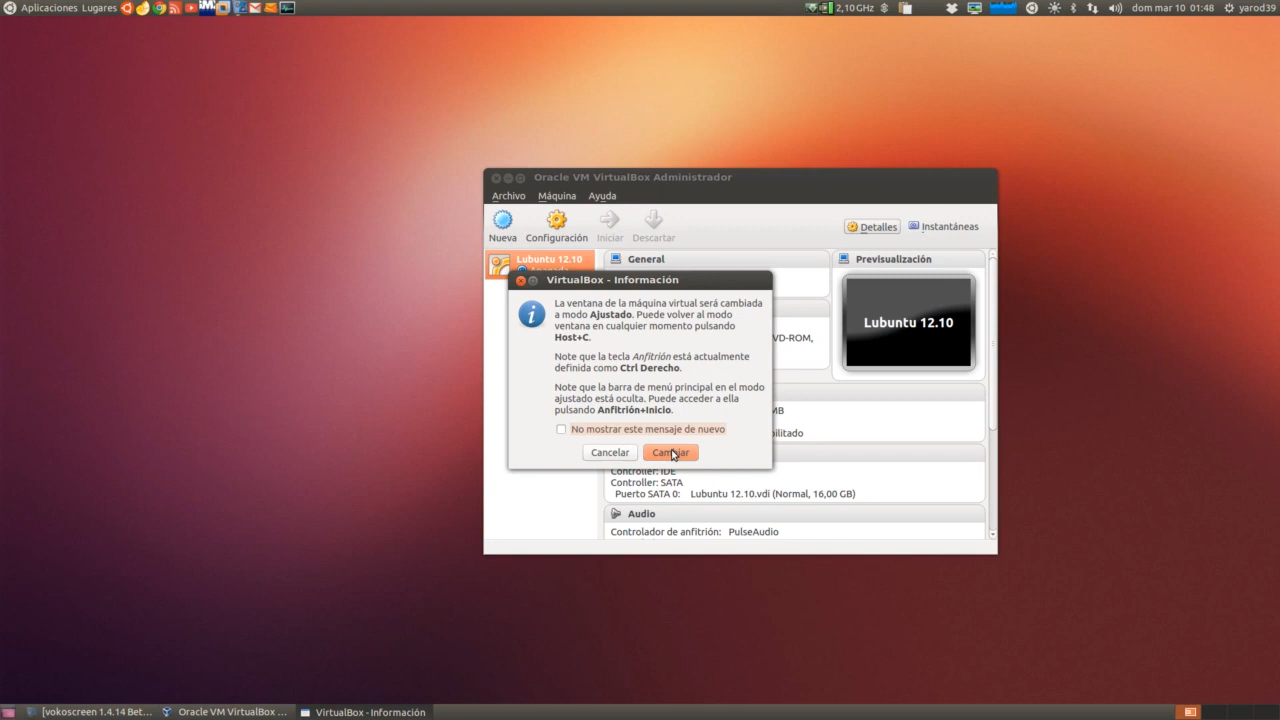 Aplicaciones Lugares
2,10 GHz
dom mar 10 01:48
yarod39
Oracle VM VirtualBox Administrador
Archivo Máquina Ayuda
Nueva Configuración Iniciar Descartar
Detalles Instantáneas
Lubuntu 12.10
General
Previsualización
Lubuntu 12.10
VirtualBox - Información
La ventana de la máquina virtual será cambiada
a modo Ajustado. Puede volver al modo
ventana en cualquier momento pulsando
Host+C.
VD-ROM,
Note que la tecla Anfitrión está actualmente
definida como Ctrl Derecho.
Note que la barra de menú principal en el modo
ajustado está oculta. Puede acceder a ella
pulsando Anfitrión+Inicio.
MB
No mostrar este mensaje de nuevo
bilitado
Cancelar Cambiar
Controller: IDE
Controller: SATA
Puerto SATA 0: Lubuntu 12.10.vdi (Normal, 16,00 GB)
Audio
Controlador de anfitrión: PulseAudio
[vokoscreen 1.4.14 Bet... Oracle VM VirtualBox ... VirtualBox - Información